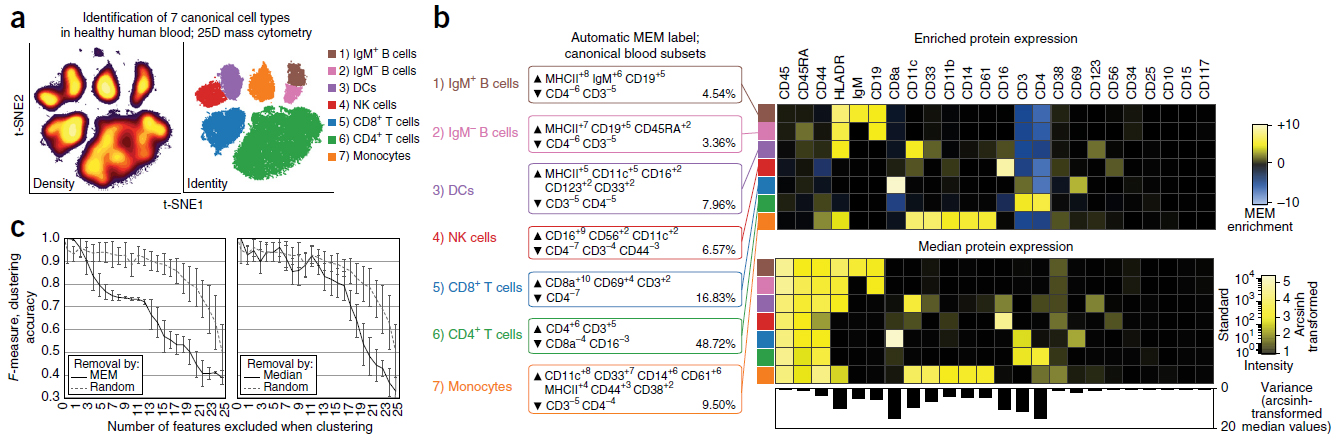 a
Identification of 7 canonical cell types
in healthy human blood; 25D mass cytometry
t-SNE2
Density
Identity
t-SNE1
1) IgM+ B cells
2) IgM– B cells
3) DCs
4) NK cells
5) CD8+ T cells
6) CD4+ T cells
7) Monocytes
b
Automatic MEM label;
canonical blood subsets
1) IgM+ B cells
▲ MHCII+8 IgM+6 CD19+5
▼ CD4–6 CD3–5
4.54%
2) IgM– B cells
▲ MHCII+7 CD19+5 CD45RA+2
▼ CD4–6 CD3–5
3.36%
3) DCs
▲ MHCII+5 CD11c+5 CD16+2
CD123+2 CD33+2
▼ CD3–5 CD4–5
7.96%
4) NK cells
▲ CD16+9 CD56+2 CD11c+2
▼ CD4–7 CD3–4 CD44–3
6.57%
5) CD8+ T cells
▲ CD8a+10 CD69+4 CD3+2
▼ CD4–7
16.83%
6) CD4+ T cells
▲ CD4+6 CD3+5
▼ CD8a–4 CD16–3
48.72%
7) Monocytes
▲ CD11c+8 CD33+7 CD14+6 CD61+6
MHCII+4 CD44+3 CD38+2
▼ CD3–5 CD4–4
9.50%
Enriched protein expression
CD45
CD45RA
CD44
HLADR
IgM
CD19
CD8a
CD11c
CD33
CD11b
CD14
CD61
CD16
CD3
CD4
CD38
CD69
CD123
CD56
CD34
CD25
CD10
CD15
CD117
+10
0
–10
MEM
enrichment
Median protein expression
Standard
10^4
10^3
10^2
10^1
10^0
5
4
3
2
1
Arcsinh
transformed
Intensity
0
20
Variance
(arcsinh-
transformed
median values)
c
F-measure, clustering
accuracy
1.0
0.9
0.8
0.7
0.6
0.5
0.4
0.3
Removal by:
MEM
Random
Removal by:
Median
Random
0 1 3 5 7 9 11 13 15 17 19 21 23 25
0 1 3 5 7 9 11 13 15 17 19 21 23 25
Number of features excluded when clustering